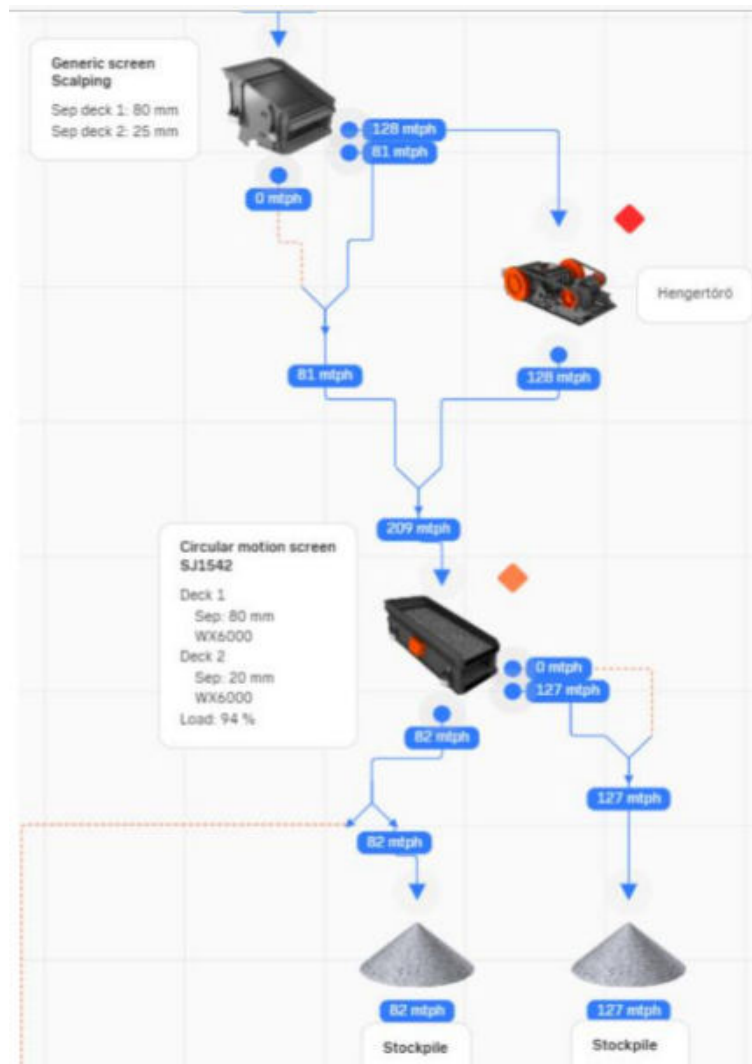 Generic screen
Scalping
Sep deck 1: 80 mm
Sep deck 2: 25 mm
128 mtph
81 mtph
0 mtph
Hengertörő
81 mtph
128 mtph
209 mtph
Circular motion screen
SJ1542
Deck 1
Sep: 80 mm
WX6000
Deck 2
Sep: 20 mm
WX6000
Load: 94 %
0 mtph
127 mtph
82 mtph
127 mtph
82 mtph
82 mtph
127 mtph
Stockpile
Stockpile